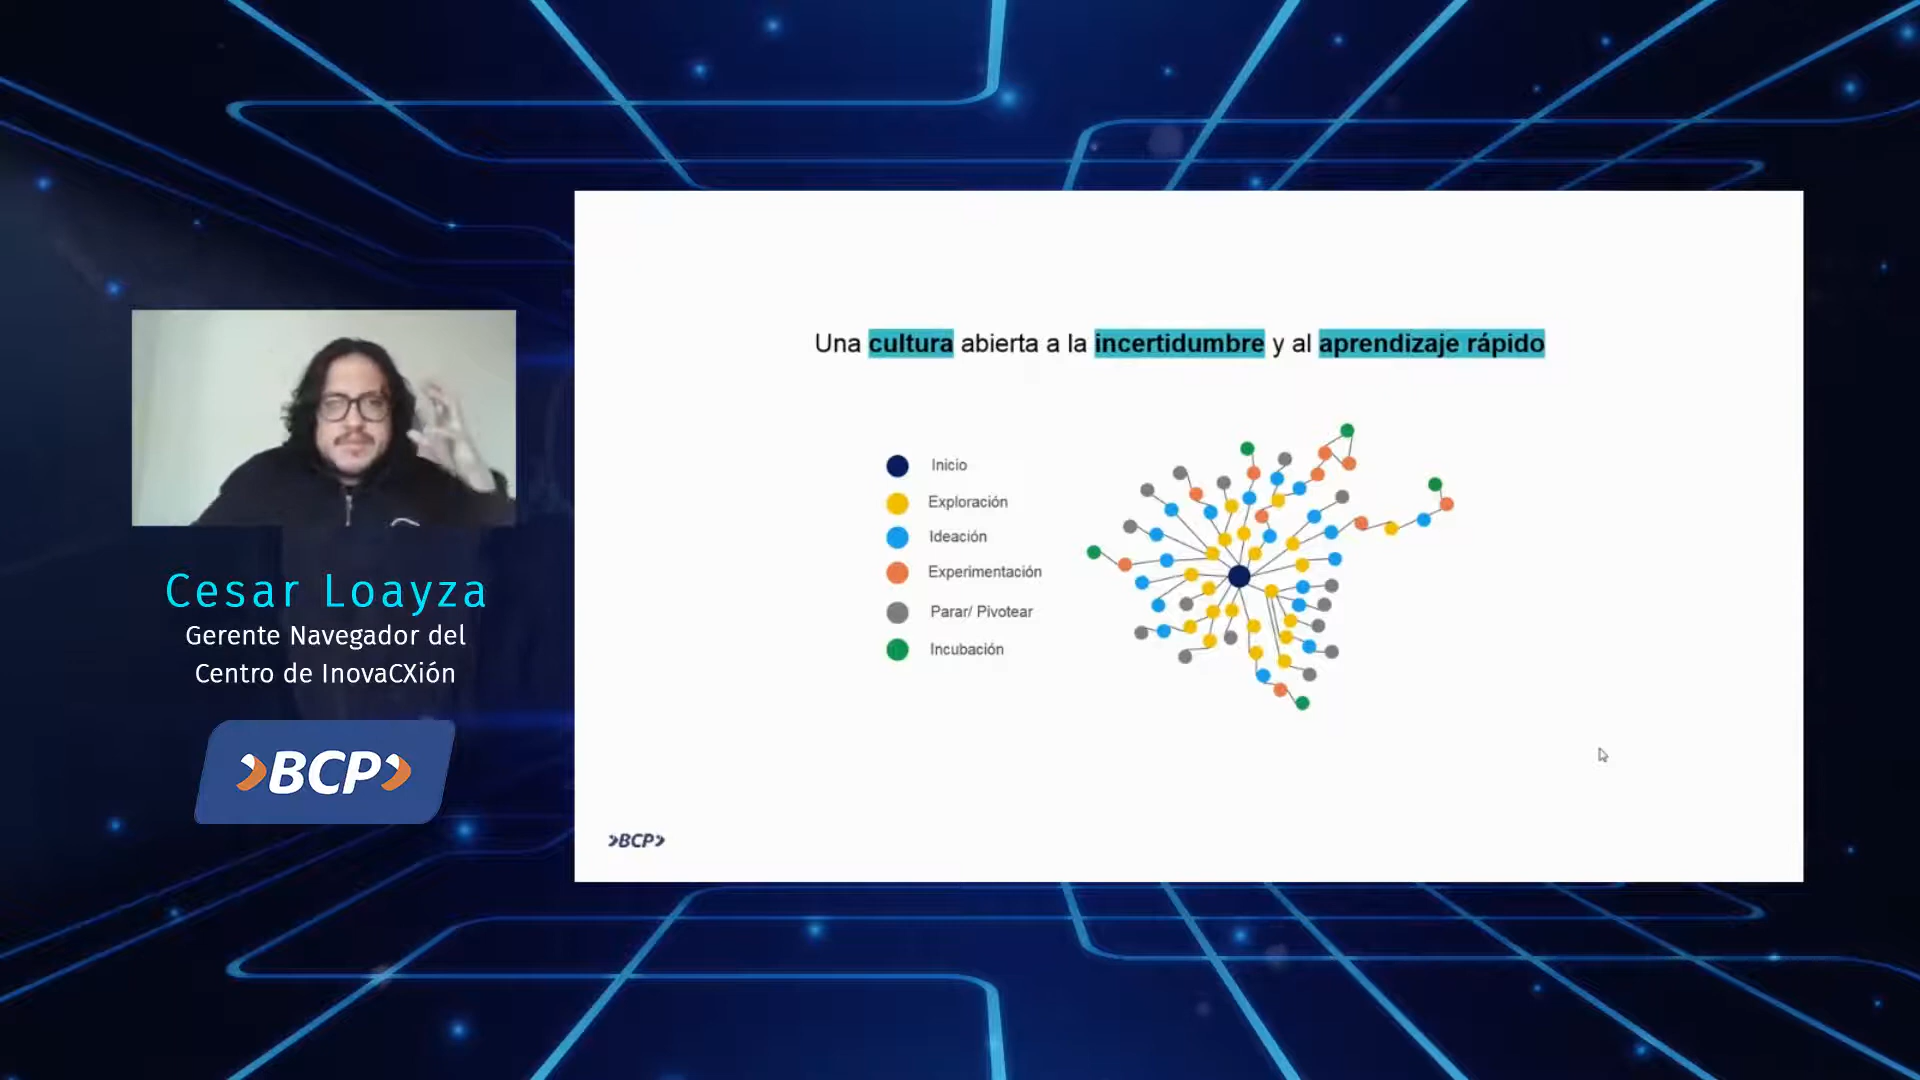 Una cultura abierta a la incertidumbre y al aprendizaje rápido
Inicio
Exploración
Ideación
Experimentación
Parar/ Pivotear
Incubación
Cesar Loayza
Gerente Navegador del
Centro de InovaCXión
BCP
BCP